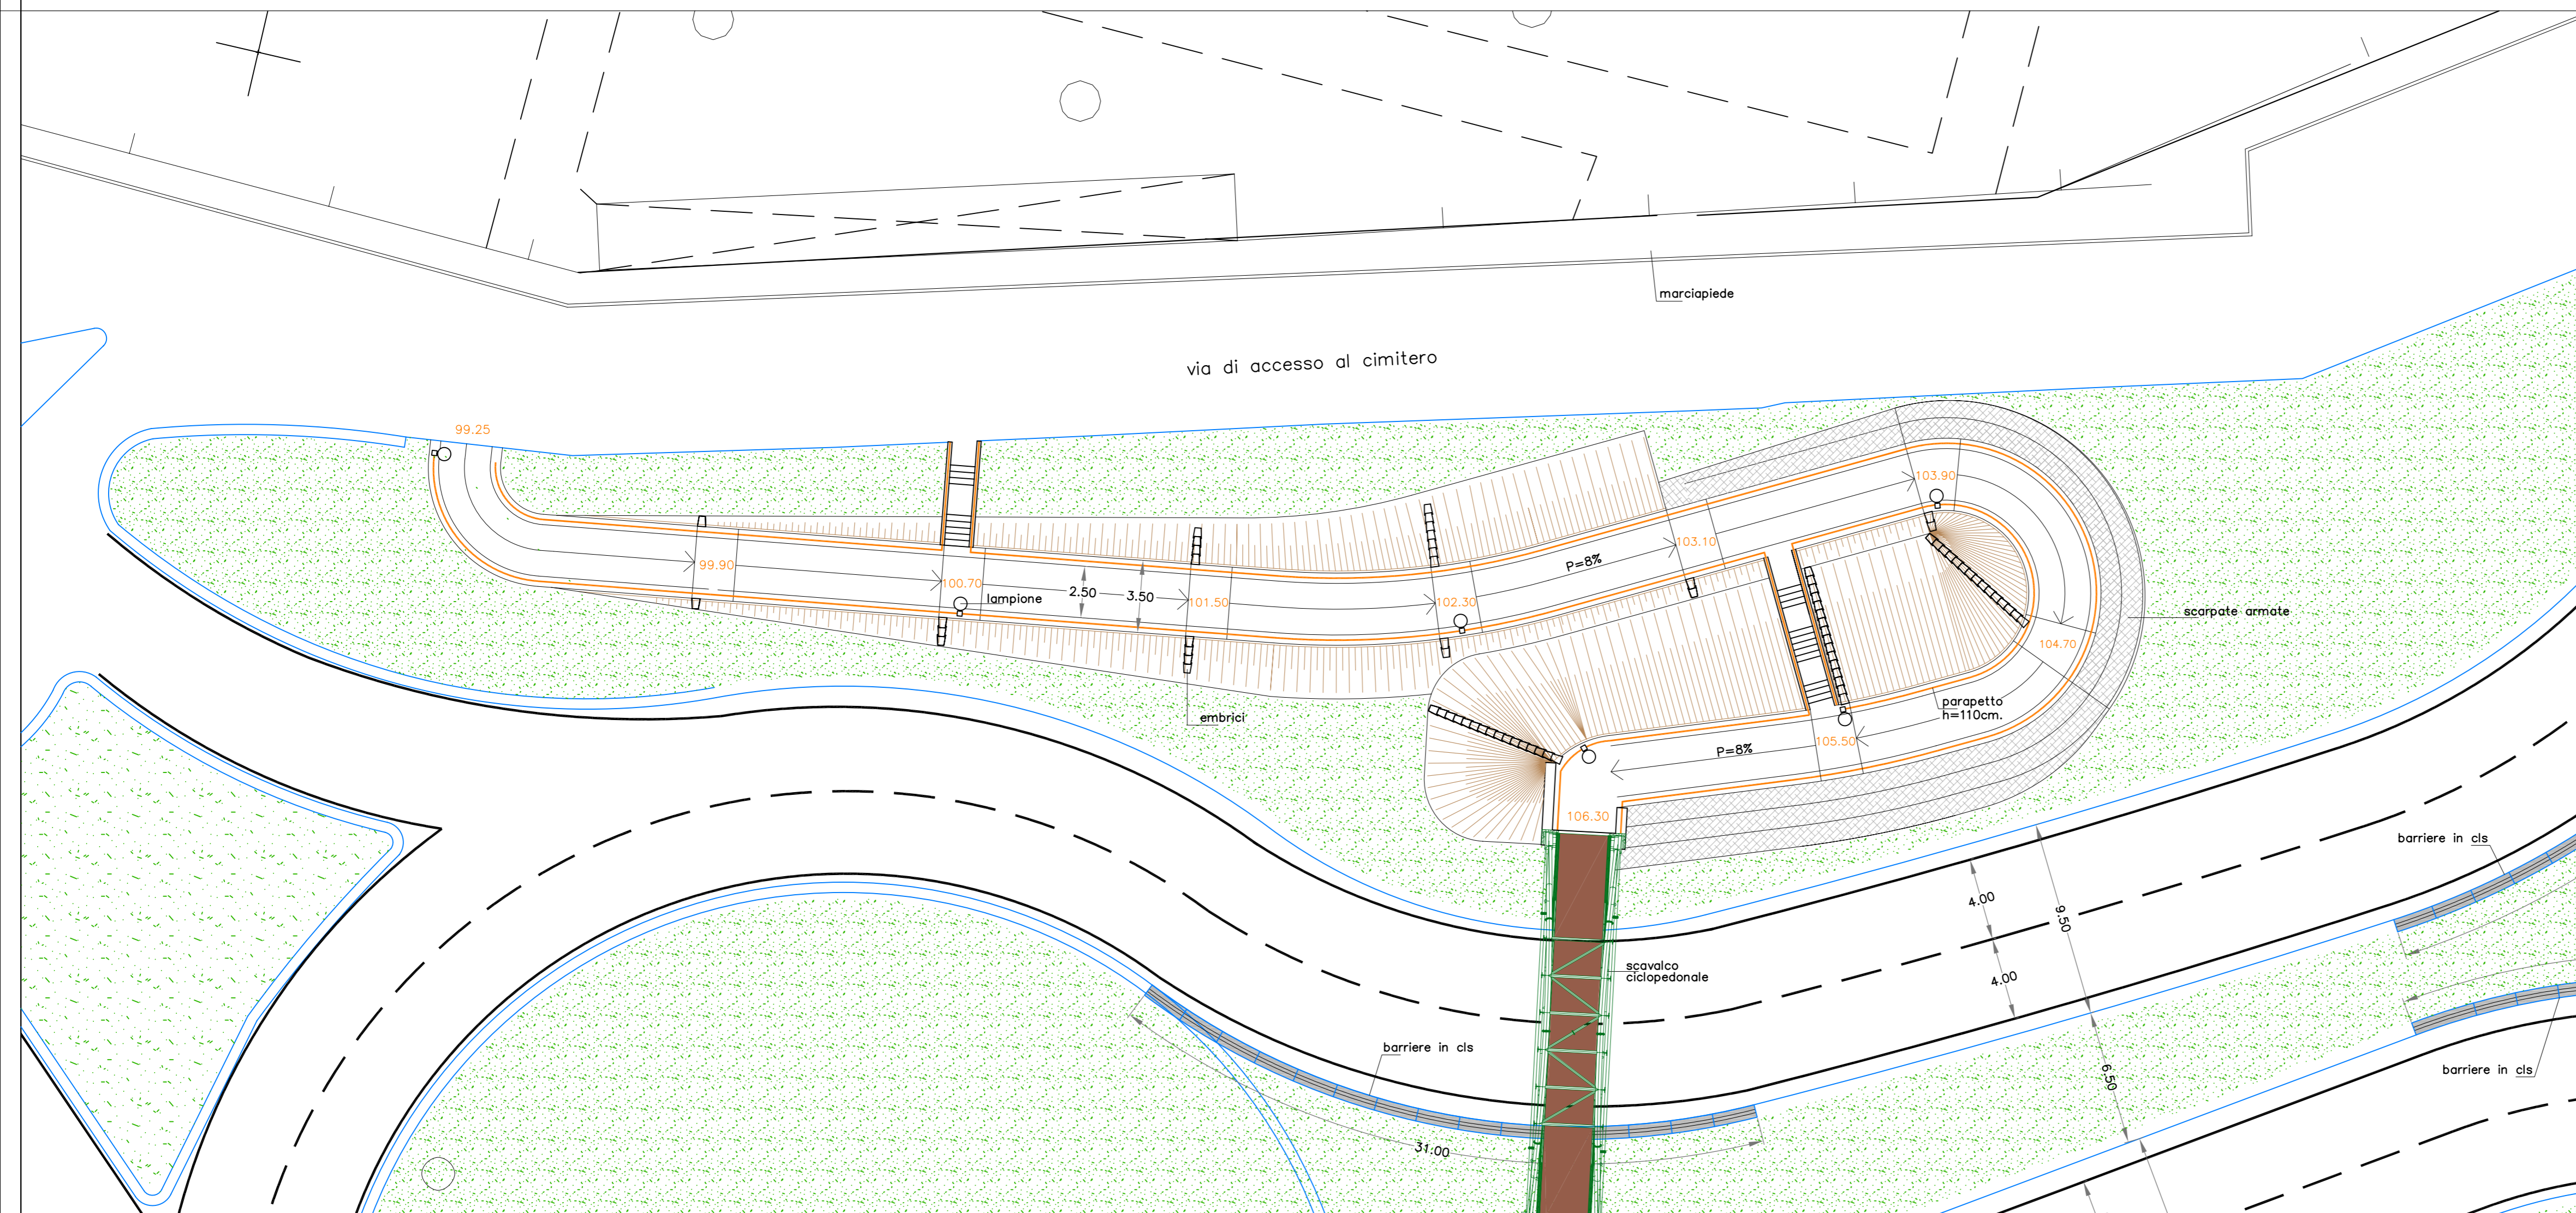 marciapiede
via di accesso al cimitero
99.25
103.90
P=8%
103.10
99.90
100.70
lampione
2.50
3.50
101.50
102.30
scarpate armate
104.70
embrici
parapetto
h=110cm.
105.50
P=8%
106.30
barriere in cls
4.00
9.50
4.00
scavalco
ciclopedonale
barriere in cls
6.50
barriere in cls
31.00